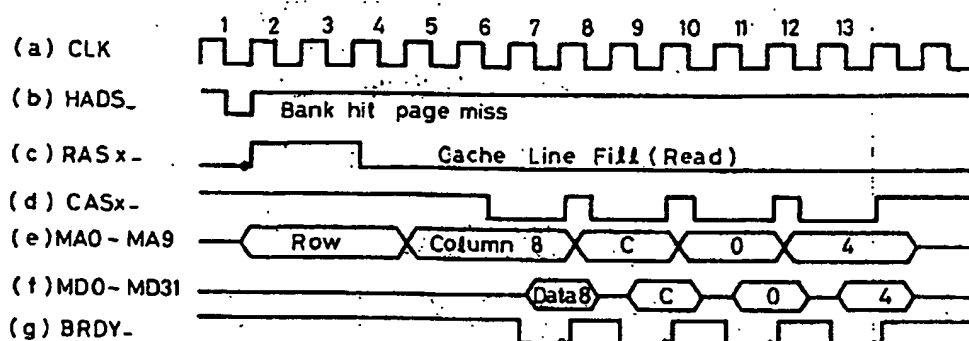 1 2 3 4 5 6 7 8 9 10 11 12 13
(a) CLK
(b) HADS_
Bank hit page miss
(c) RASx_
Cache Line Fill (Read)
(d) CASx_
(e) MA0~MA9 Row Column 8 C 0 4
(f) MD0~MD31 Data8 C 0 4
(g) BRDY_